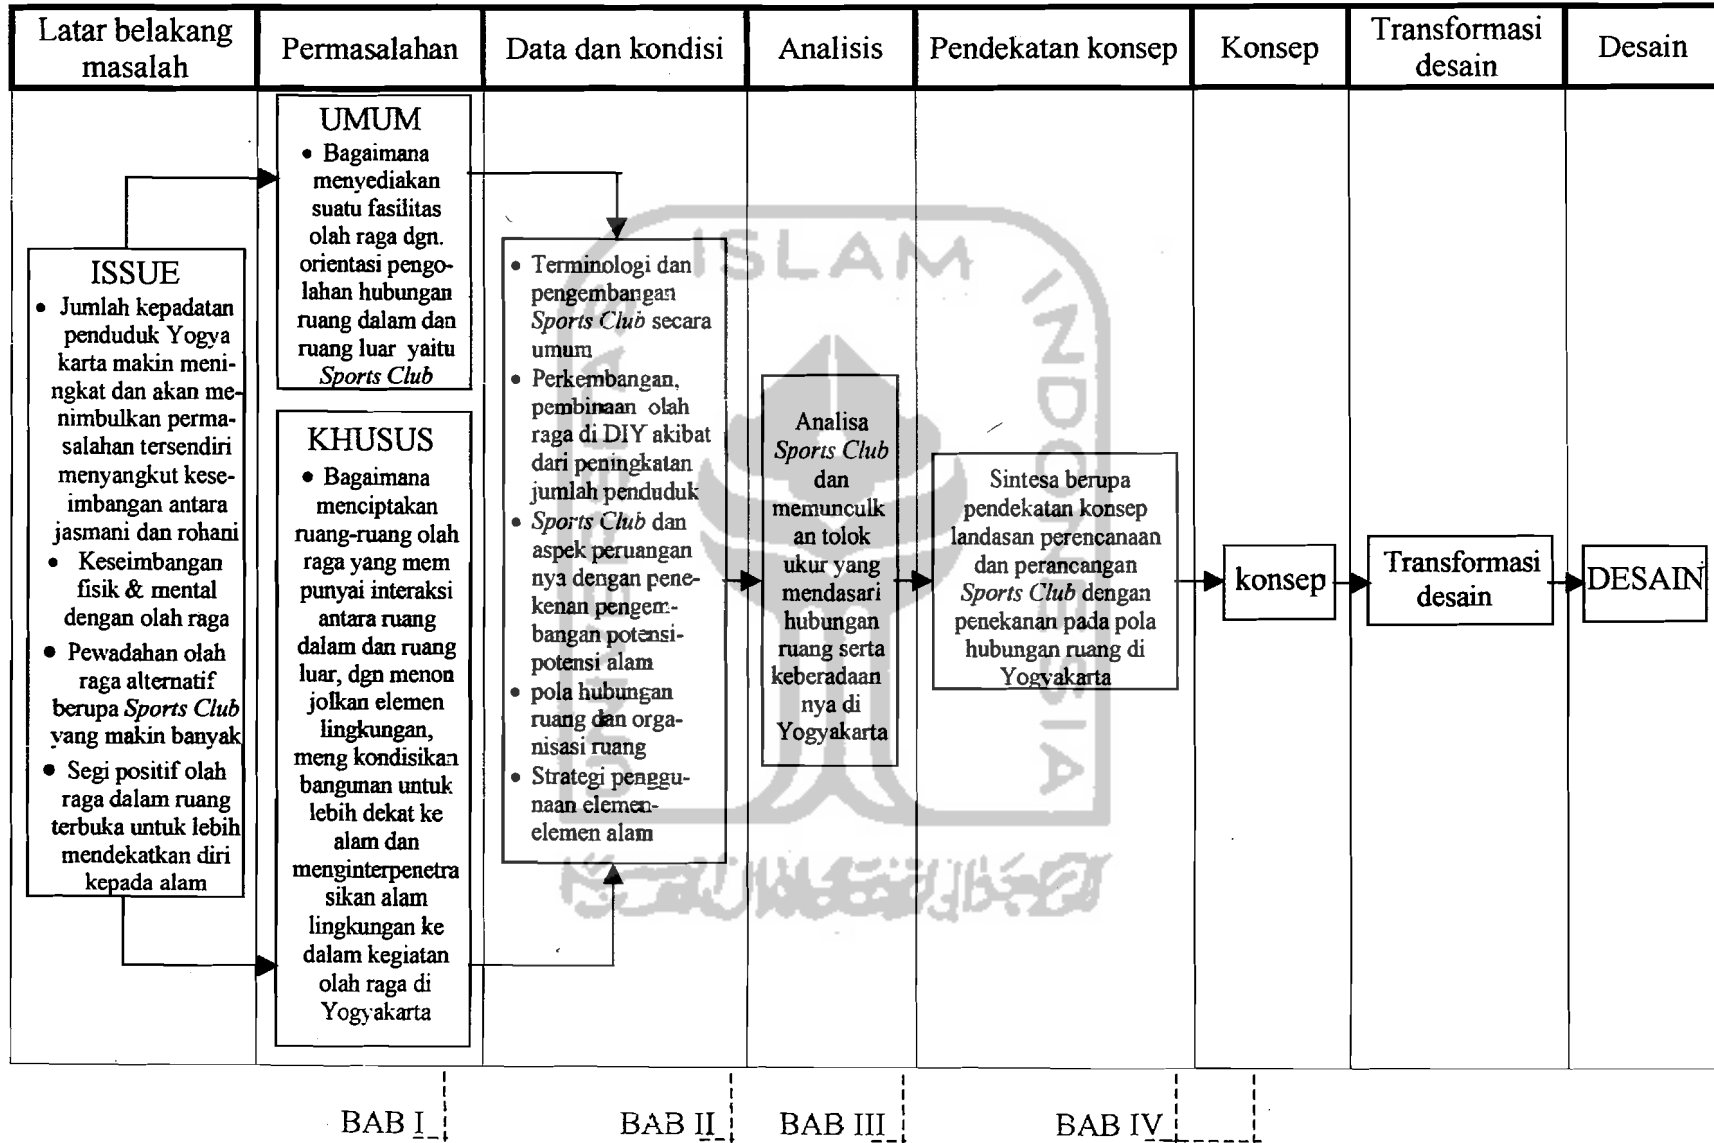 Latar belakang
masalah
Permasalahan
Data dan kondisi
Analisis
Pendekatan konsep
Konsep
Transformasi
desain
Desain
ISSUE
• Jumlah kepadatan
penduduk Yogya
karta makin meni-
ngkat dan akan me-
nimbulkan perma-
salahan tersendiri
menyangkut kese-
imbangan antara
jasmani dan rohani
• Keseimbangan
fisik & mental
dengan olah raga
• Pewadahan olah
raga alternatif
berupa Sports Club
yang makin banyak
• Segi positif olah
raga dalam ruang
terbuka untuk lebih
mendekatkan diri
kepada alam
UMUM
• Bagaimana
menyediakan
suatu fasilitas
olah raga dgn.
orientasi pengo-
lahan hubungan
ruang dalam dan
ruang luar yaitu
Sports Club
KHUSUS
• Bagaimana
menciptakan
ruang-ruang olah
raga yang mem
punyai interaksi
antara ruang
dalam dan ruang
luar, dgn menon
jolkan elemen
lingkungan,
meng kondisikan
bangunan untuk
lebih dekat ke
alam dan
menginterpenetra
sikan alam
lingkungan ke
dalam kegiatan
olah raga di
Yogyakarta
• Terminologi dan
pengembangan
Sports Club secara
umum
• Perkembangan,
pembinaan olah
raga di DIY akibat
dari peningkatan
jumlah penduduk
• Sports Club dan
aspek peruangan
nya dengan pene-
kenan pengem-
bangan potensi-
potensi alam
• pola hubungan
ruang dan orga-
nisasi ruang
• Strategi penggu-
naan elemen-
elemen alam
Analisa
Sports Club
dan
memunculk
an tolok
ukur yang
mendasari
hubungan
ruang serta
keberadaan
nya di
Yogyakarta
Sintesa berupa
pendekatan konsep
landasan perencanaan
dan perancangan
Sports Club dengan
penekanan pada pola
hubungan ruang di
Yogyakarta
konsep
Transformasi
desain
DESAIN
BAB I
BAB II
BAB III
BAB IV
UNIVERSITAS
ISLAM
INDONESIA